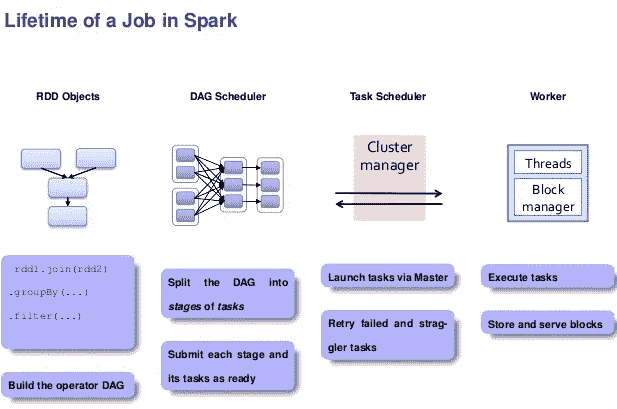 Lifetime of a Job in Spark
RDD Objects
DAG Scheduler
Task Scheduler
Worker
Cluster
manager
Threads
Block
manager
rdd1.join(rdd2)
.groupBy(...)
.filter(...)
Build the operator DAG
Split the DAG into
stages of tasks
Submit each stage and
its tasks as ready
Launch tasks via Master
Retry failed and strag-
gler tasks
Execute tasks
Store and serve blocks